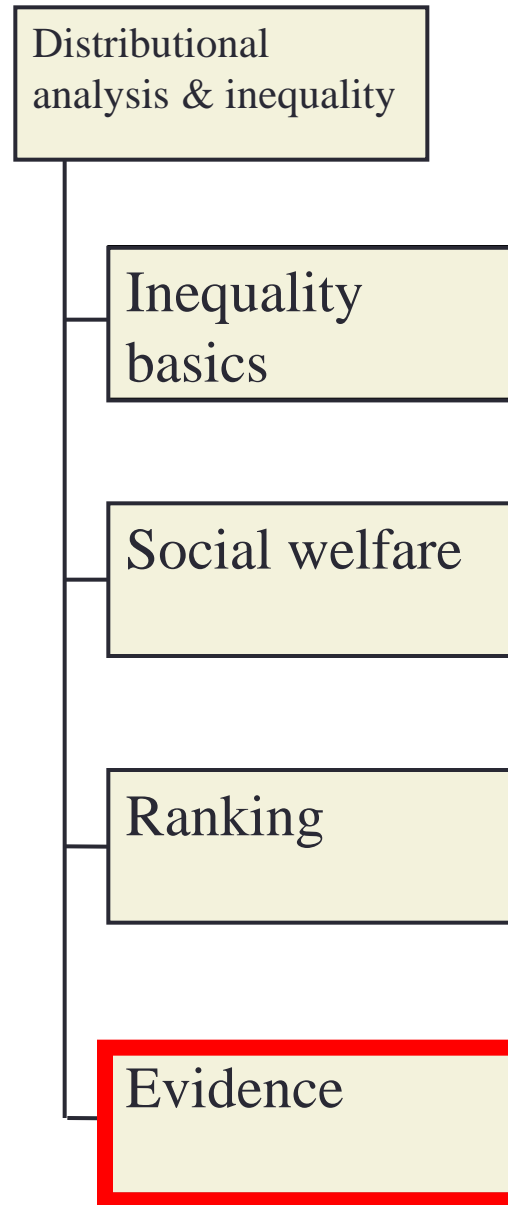 Distributional
analysis & inequality
Inequality
basics
Social welfare
Ranking
Evidence